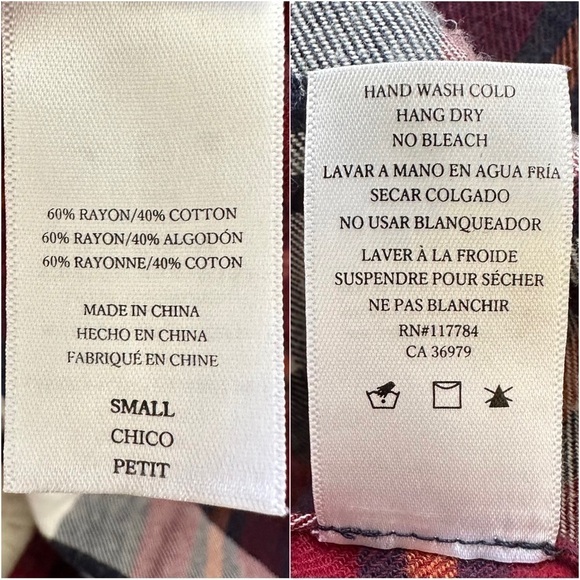 60% RAYON/40% COTTON
60% RAYON/40% ALGODÓN
60% RAYONNE/40% COTON
MADE IN CHINA
HECHO EN CHINA
FABRIQUÉ EN CHINE
SMALL
CHICO
PETIT
HAND WASH COLD
HANG DRY
NO BLEACH
LAVAR A MANO EN AGUA FRÍA
SECAR COLGADO
NO USAR BLANQUEADOR
LAVER À LA FROIDE
SUSPENDRE POUR SÉCHER
NE PAS BLANCHIR
RN#117784
CA 36979